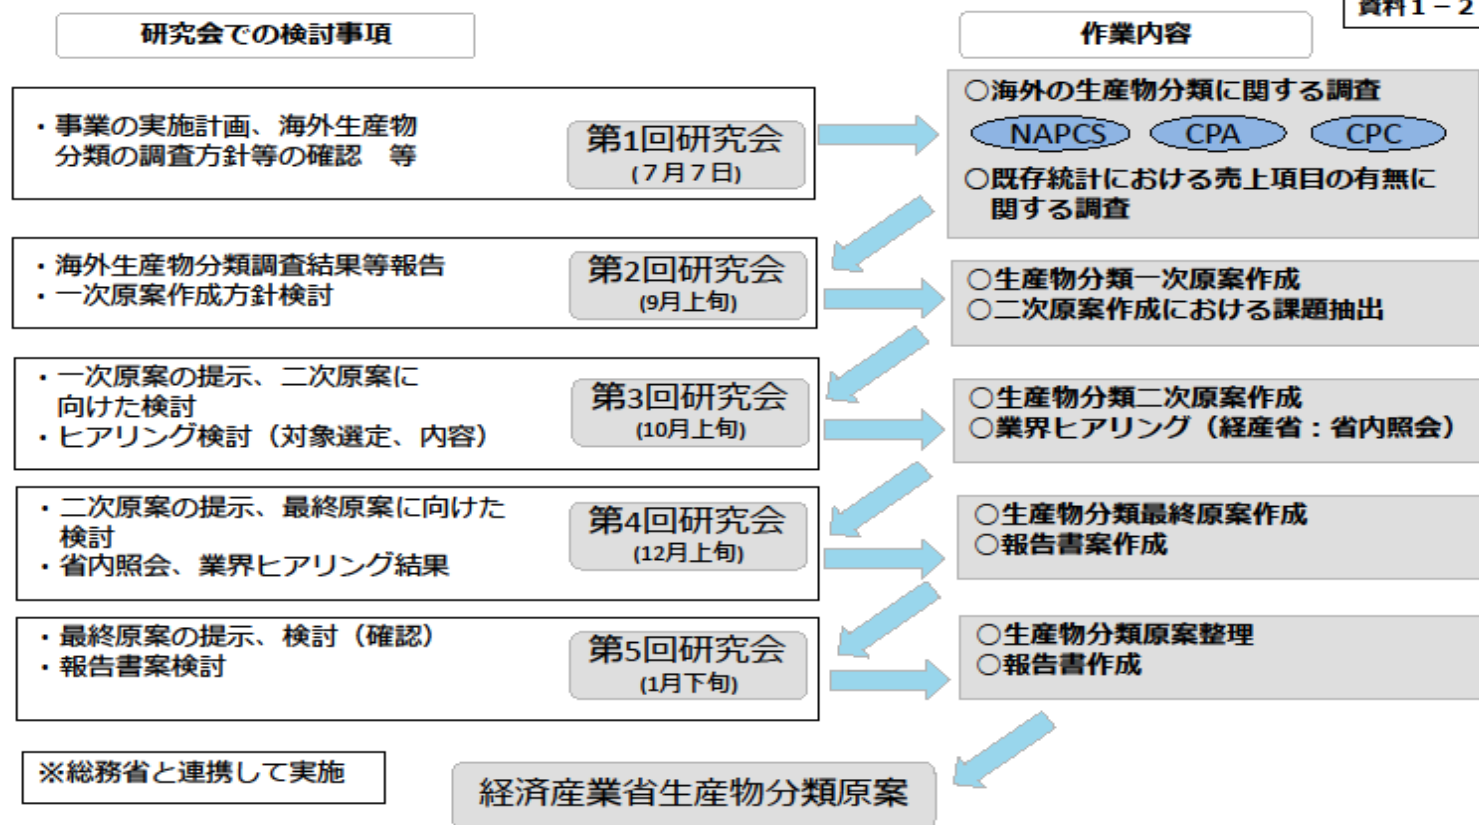 資料１－２
研究会での検討事項
作業内容
・事業の実施計画、海外生産物
分類の調査方針等の確認　等
第1回研究会
(７月７日)
○海外の生産物分類に関する調査
NAPCS
CPA
CPC
○既存統計における売上項目の有無に
関する調査
・海外生産物分類調査結果等報告
・一次原案作成方針検討
第2回研究会
(9月上旬)
○生産物分類一次原案作成
○二次原案作成における課題抽出
・一次原案の提示、二次原案に
向けた検討
・ヒアリング検討（対象選定、内容）
第3回研究会
(10月上旬)
○生産物分類二次原案作成
○業界ヒアリング（経産省：省内照会）
・二次原案の提示、最終原案に向けた
検討
・省内照会、業界ヒアリング結果
第4回研究会
(12月上旬)
○生産物分類最終原案作成
○報告書案作成
・最終原案の提示、検討（確認）
・報告書案検討
第5回研究会
(1月下旬)
○生産物分類原案整理
○報告書作成
※総務省と連携して実施
経済産業省生産物分類原案